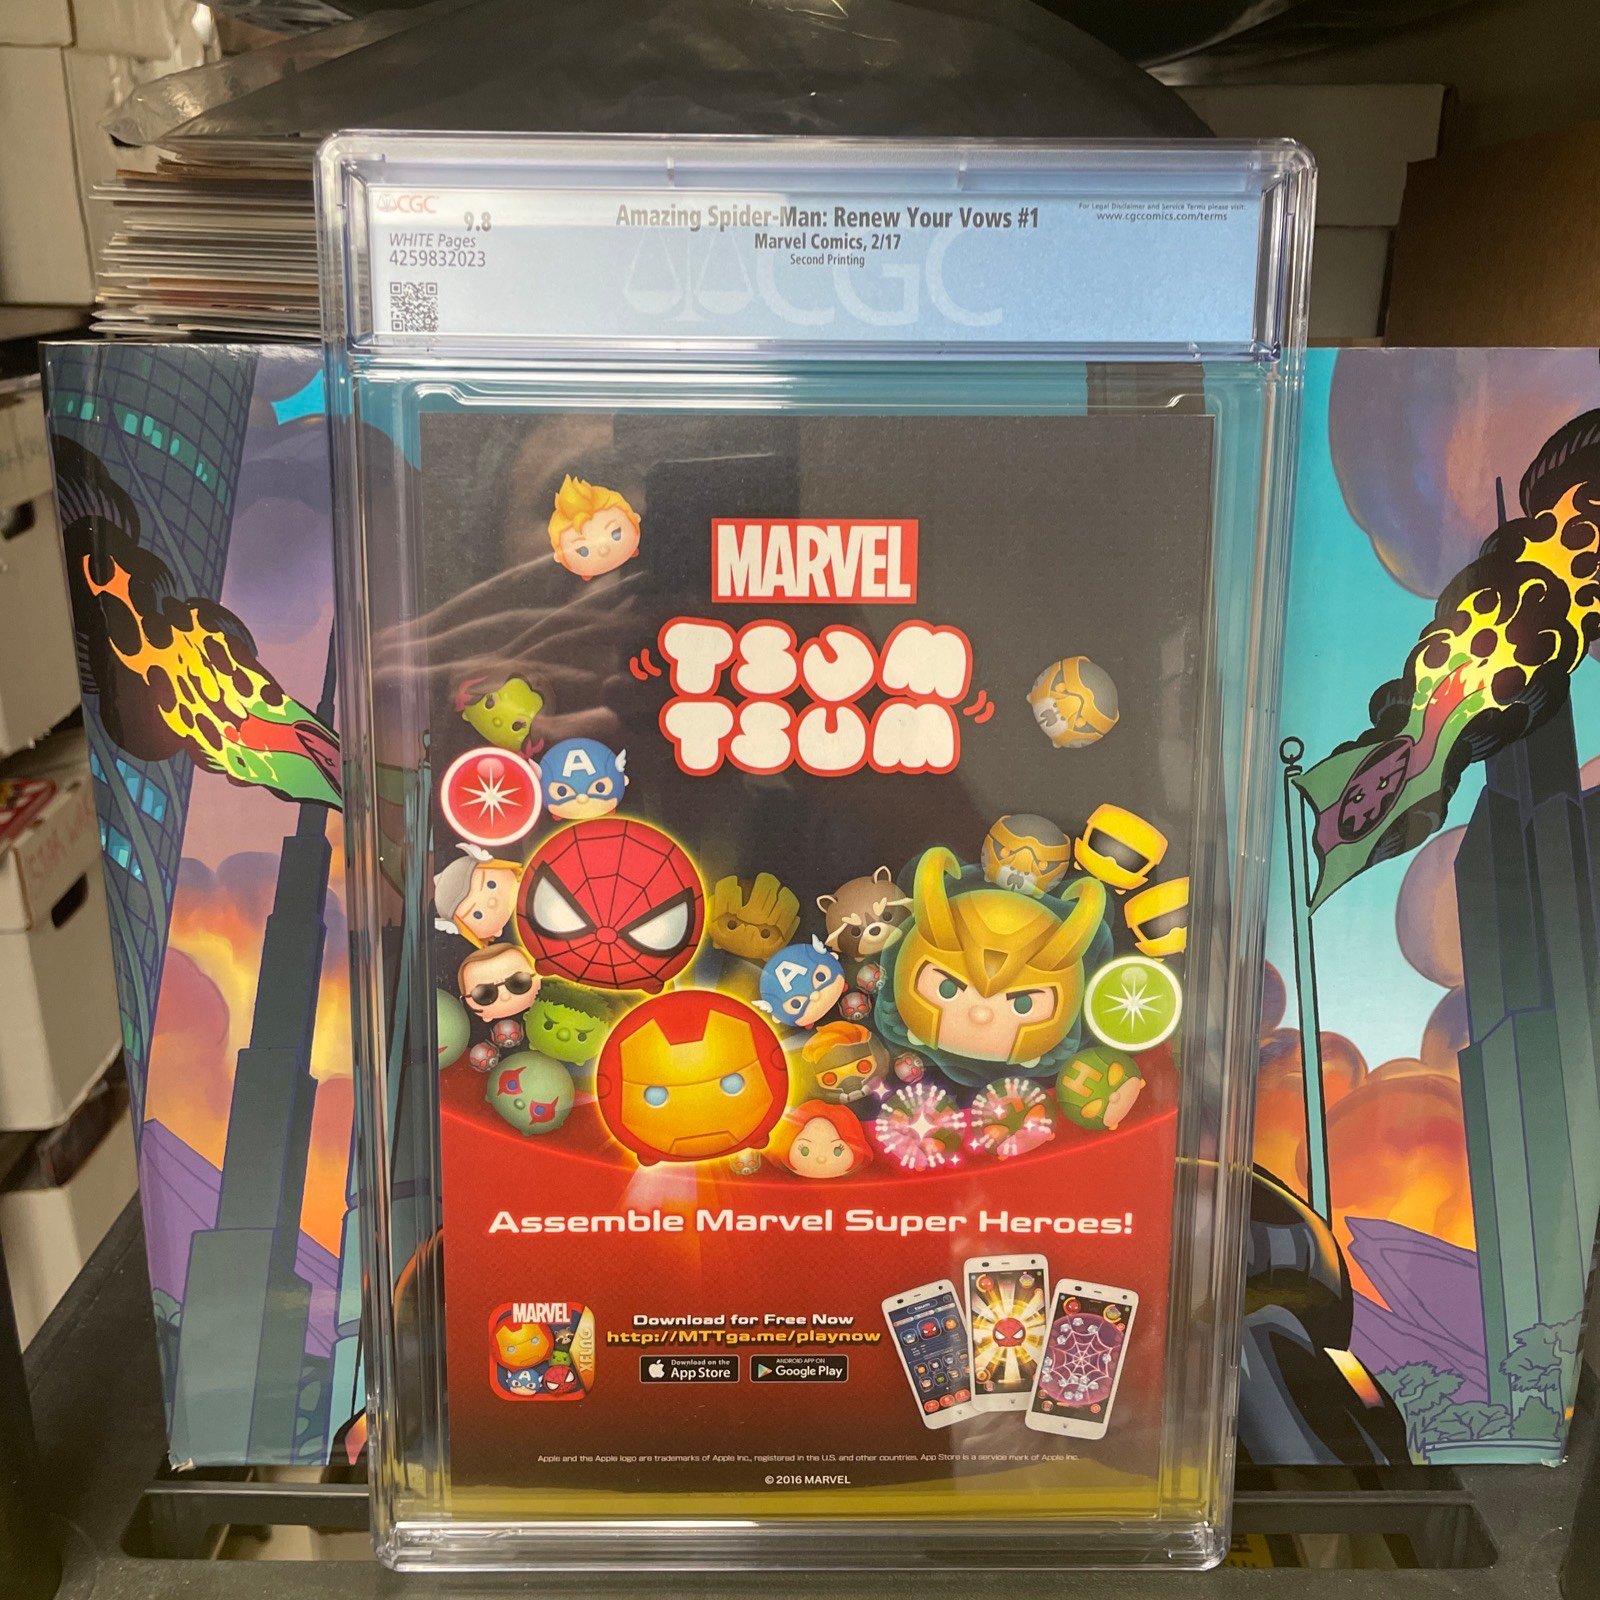 CGC
9.8
WHITE Pages
4259832023
Amazing Spider-Man: Renew Your Vows #1
Marvel Comics, 2/17
Second Printing
For Legal Disclaimer and Service Terms please visit:
www.cgccomics.com/terms
CGC
MARVEL
TSUM
TSUM
A
A
H
Assemble Marvel Super Heroes!
MARVEL
Download for Free Now
http://MTTga.me/playnow
Download on the
App Store
ANDROID APP ON
Google Play
Apple and the Apple logo are trademarks of Apple Inc., registered in the U.S. and other countries. App Store is a service mark of Apple Inc.
© 2016 MARVEL